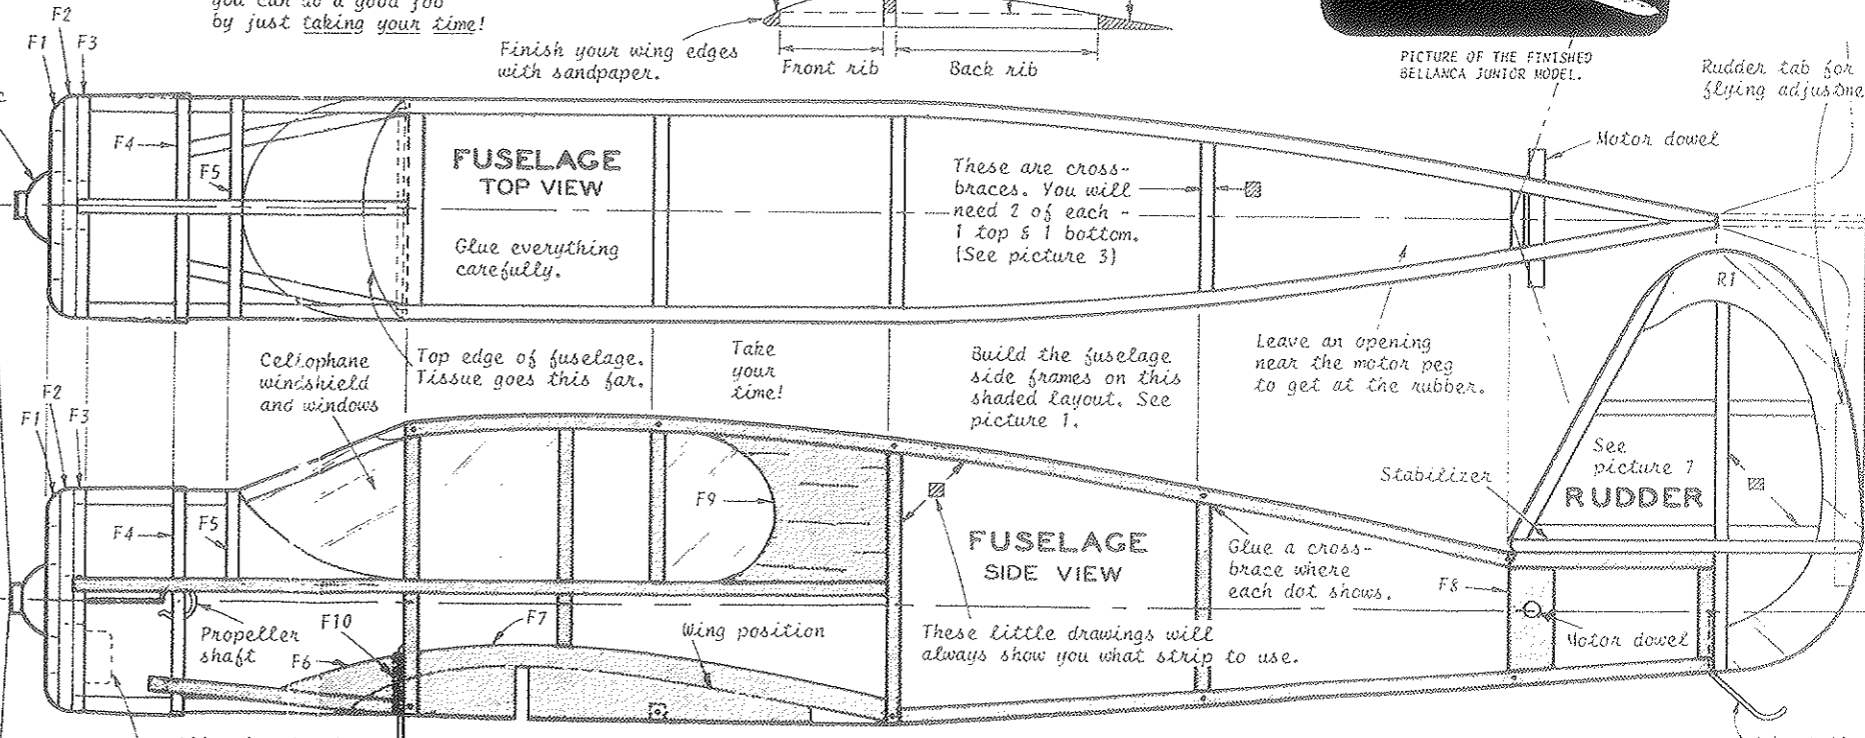 you can do a good job
by just taking your time!
Finish your wing edges
with sandpaper.
Front rib
Back rib
PICTURE OF THE FINISHED
BELLANCA JUNIOR MODEL.
Rudder tab for
flying
F1
F2
F3
F4
F5
FUSELAGE
TOP VIEW
Glue everything
carefully.
These are cross-
braces. You will
need 2 of each -
1 top & 1 bottom.
(See picture 3)
Motor dowel
R1
Cellophane
windshield
and windows
Top edge of fuselage.
Tissue goes this far.
Take
your
time!
Build the fuselage
side frames on this
shaded layout. See
picture 1.
Leave an opening
near the motor peg
to get at the rubber.
F1
F2
F3
F4
F5
F9
FUSELAGE
SIDE VIEW
Glue a cross-
brace where
each dot shows.
Stabilizer
See
picture 7
RUDDER
F8
Motor dowel
Propeller
shaft
F10
F6
F7
Wing position
These little drawings will
always show you what strip to use.